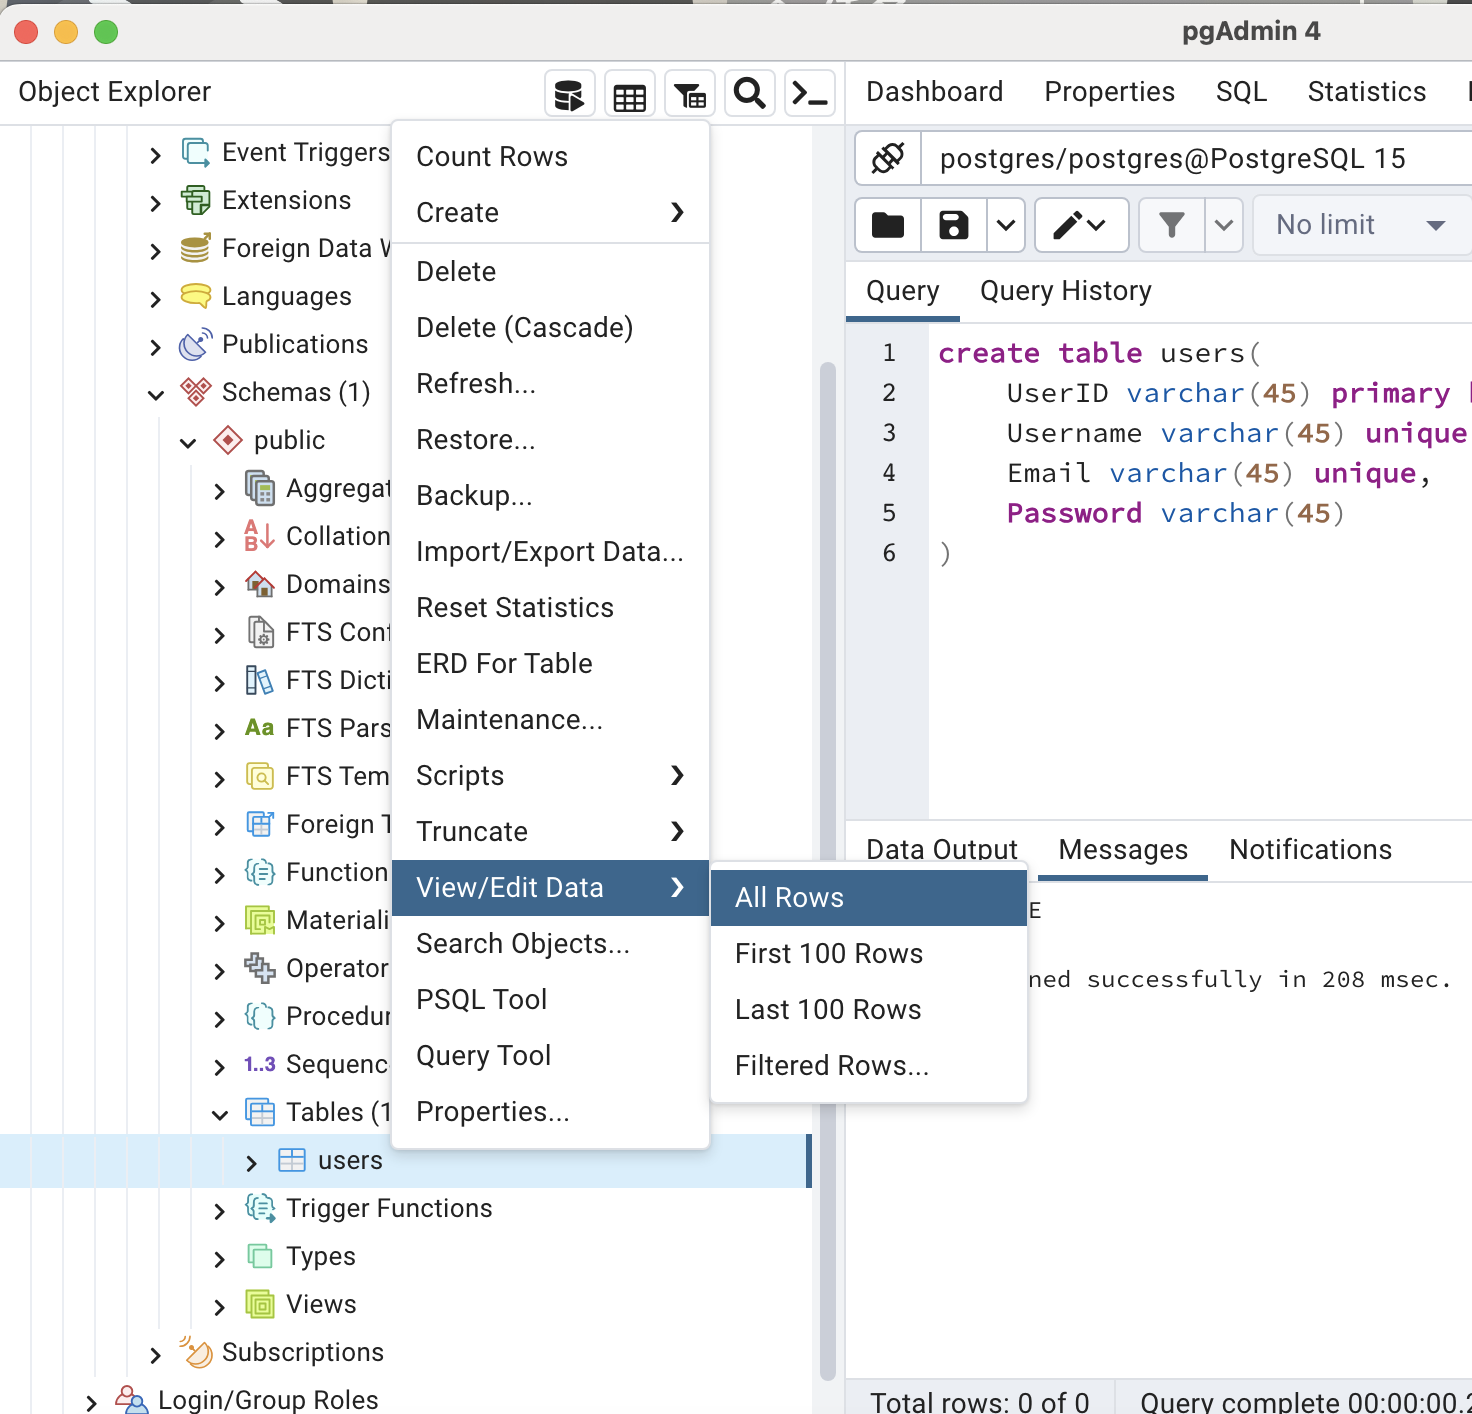 pgAdmin 4
Object Explorer
Dashboard Properties SQL Statistics
Event Triggers
Extensions
Foreign Data
Languages
Publications
Schemas (1)
public
Aggregat
Collation
Domains
FTS Conf
FTS Dicti
FTS Pars
Aa
FTS Tem
Foreign T
Function
Materiali
Operator
Procedur
1..3 Sequenc
Tables (1
users
Trigger Functions
Types
Views
Subscriptions
Login/Group Roles
Count Rows
Create
Delete
Delete (Cascade)
Refresh...
Restore...
Backup...
Import/Export Data...
Reset Statistics
ERD For Table
Maintenance...
Scripts
Truncate
View/Edit Data
Search Objects...
PSQL Tool
Query Tool
Properties...
All Rows
First 100 Rows
Last 100 Rows
Filtered Rows...
postgres/postgres@PostgreSQL 15
No limit
Query Query History
1 create table users(
2 UserID varchar(45) primary
3 Username varchar(45) unique
4 Email varchar(45) unique,
5 Password varchar(45)
6 )
Data Output Messages Notifications
E
ned successfully in 208 msec.
Total rows: 0 of 0 Query complete 00:00:00.2